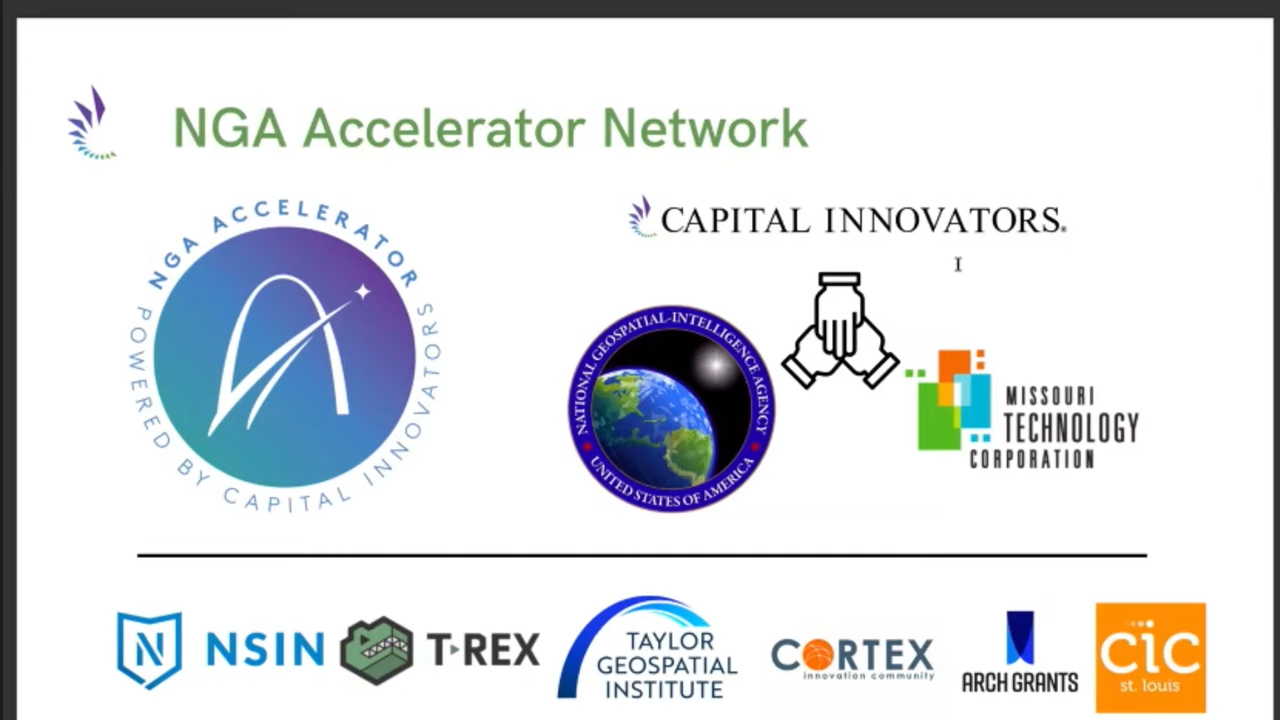 NGA Accelerator Network
NGA ACCELERATOR
POWERED BY CAPITAL INNOVATORS
CAPITAL INNOVATORS®
NATIONAL GEOSPATIAL-INTELLIGENCE AGENCY
UNITED STATES OF AMERICA
MISSOURI
TECHNOLOGY
CORPORATION
N NSIN
T-REX
TAYLOR
GEOSPATIAL
INSTITUTE
CORTEX
innovation community
ARCH GRANTS
cic
st. louis